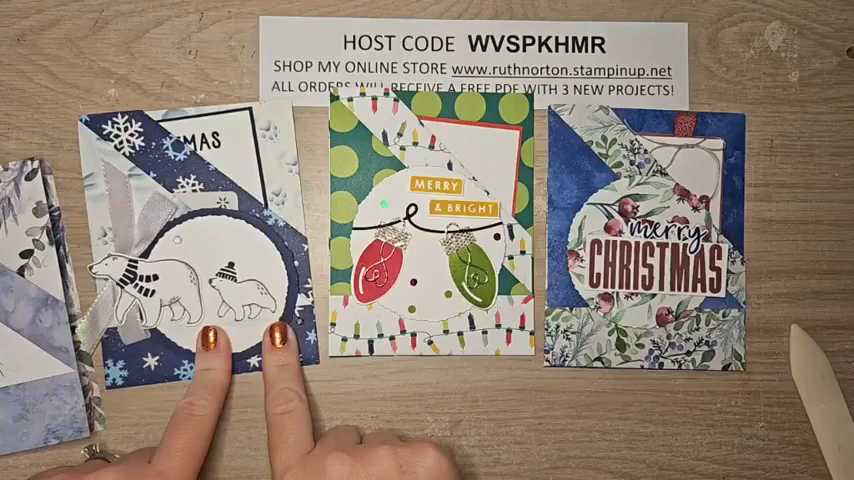 HOST CODE WVSPKHMR
SHOP MY ONLINE STORE www.ruthnorton.stampinup.net
ALL ORDERS WILL RECEIVE A FREE PDF WITH 3 NEW PROJECTS!
MAS
MERRY
& BRIGHT
merry
CHRISTMAS